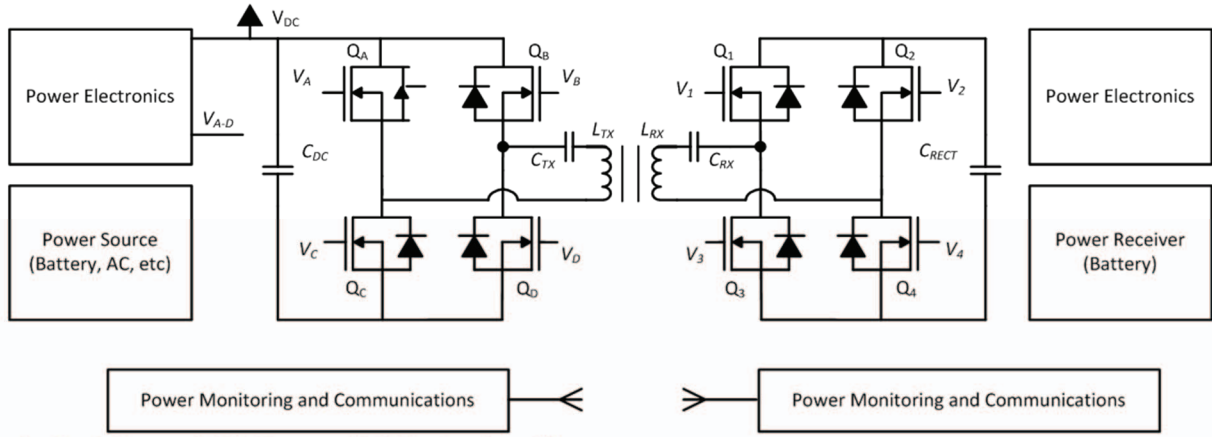 V_DC
Q_A
Q_B
Q_1
Q_2
V_A
V_B
V_1
V_2
Power Electronics
Power Electronics
V_A-D
C_DC
L_TX
L_RX
C_TX
C_RX
C_RECT
Power Source
(Battery, AC, etc)
V_C
V_D
V_3
V_4
Power Receiver
(Battery)
Q_C
Q_D
Q_3
Q_4
Power Monitoring and Communications
Power Monitoring and Communications